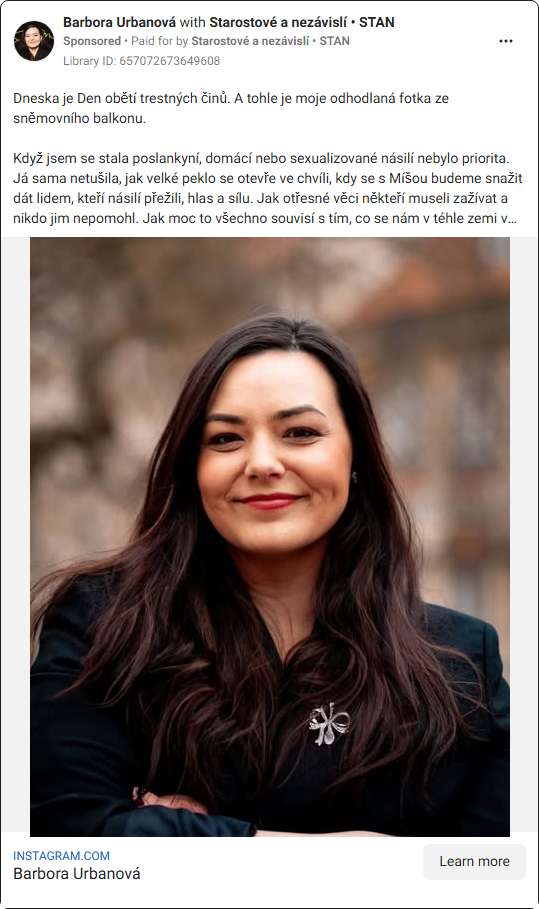 Barbora Urbanová with Starostové a nezávislí • STAN
Sponsored • Paid for by Starostové a nezávislí • STAN
Library ID: 657072673649608
Dneska je Den obětí trestných činů. A tohle je moje odhodlaná fotka ze
sněmovního balkonu.
Když jsem se stala poslankyní, domácí nebo sexualizované násilí nebylo priorita.
Já sama netušila, jak velké peklo se otevře ve chvíli, kdy se s Míšou budeme snažit
dát lidem, kteří násilí přežili, hlas a sílu. Jak otřesné věci někteří museli zažívat a
nikdo jim nepomohl. Jak moc to všechno souvisí s tím, co se nám v téhle zemi v…
INSTAGRAM.COM
Barbora Urbanová
Learn more